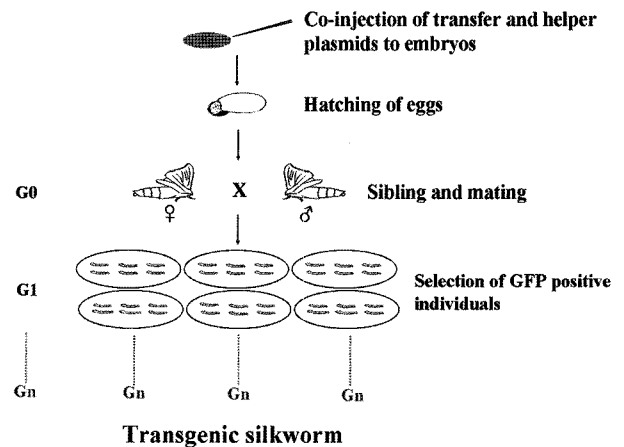 Co-injection of transfer and helper
plasmids to embryos
Hatching of eggs
G0
♀
X
♂
Sibling and mating
G1
Selection of GFP positive
individuals
Gn
Gn
Gn
Gn
Transgenic silkworm